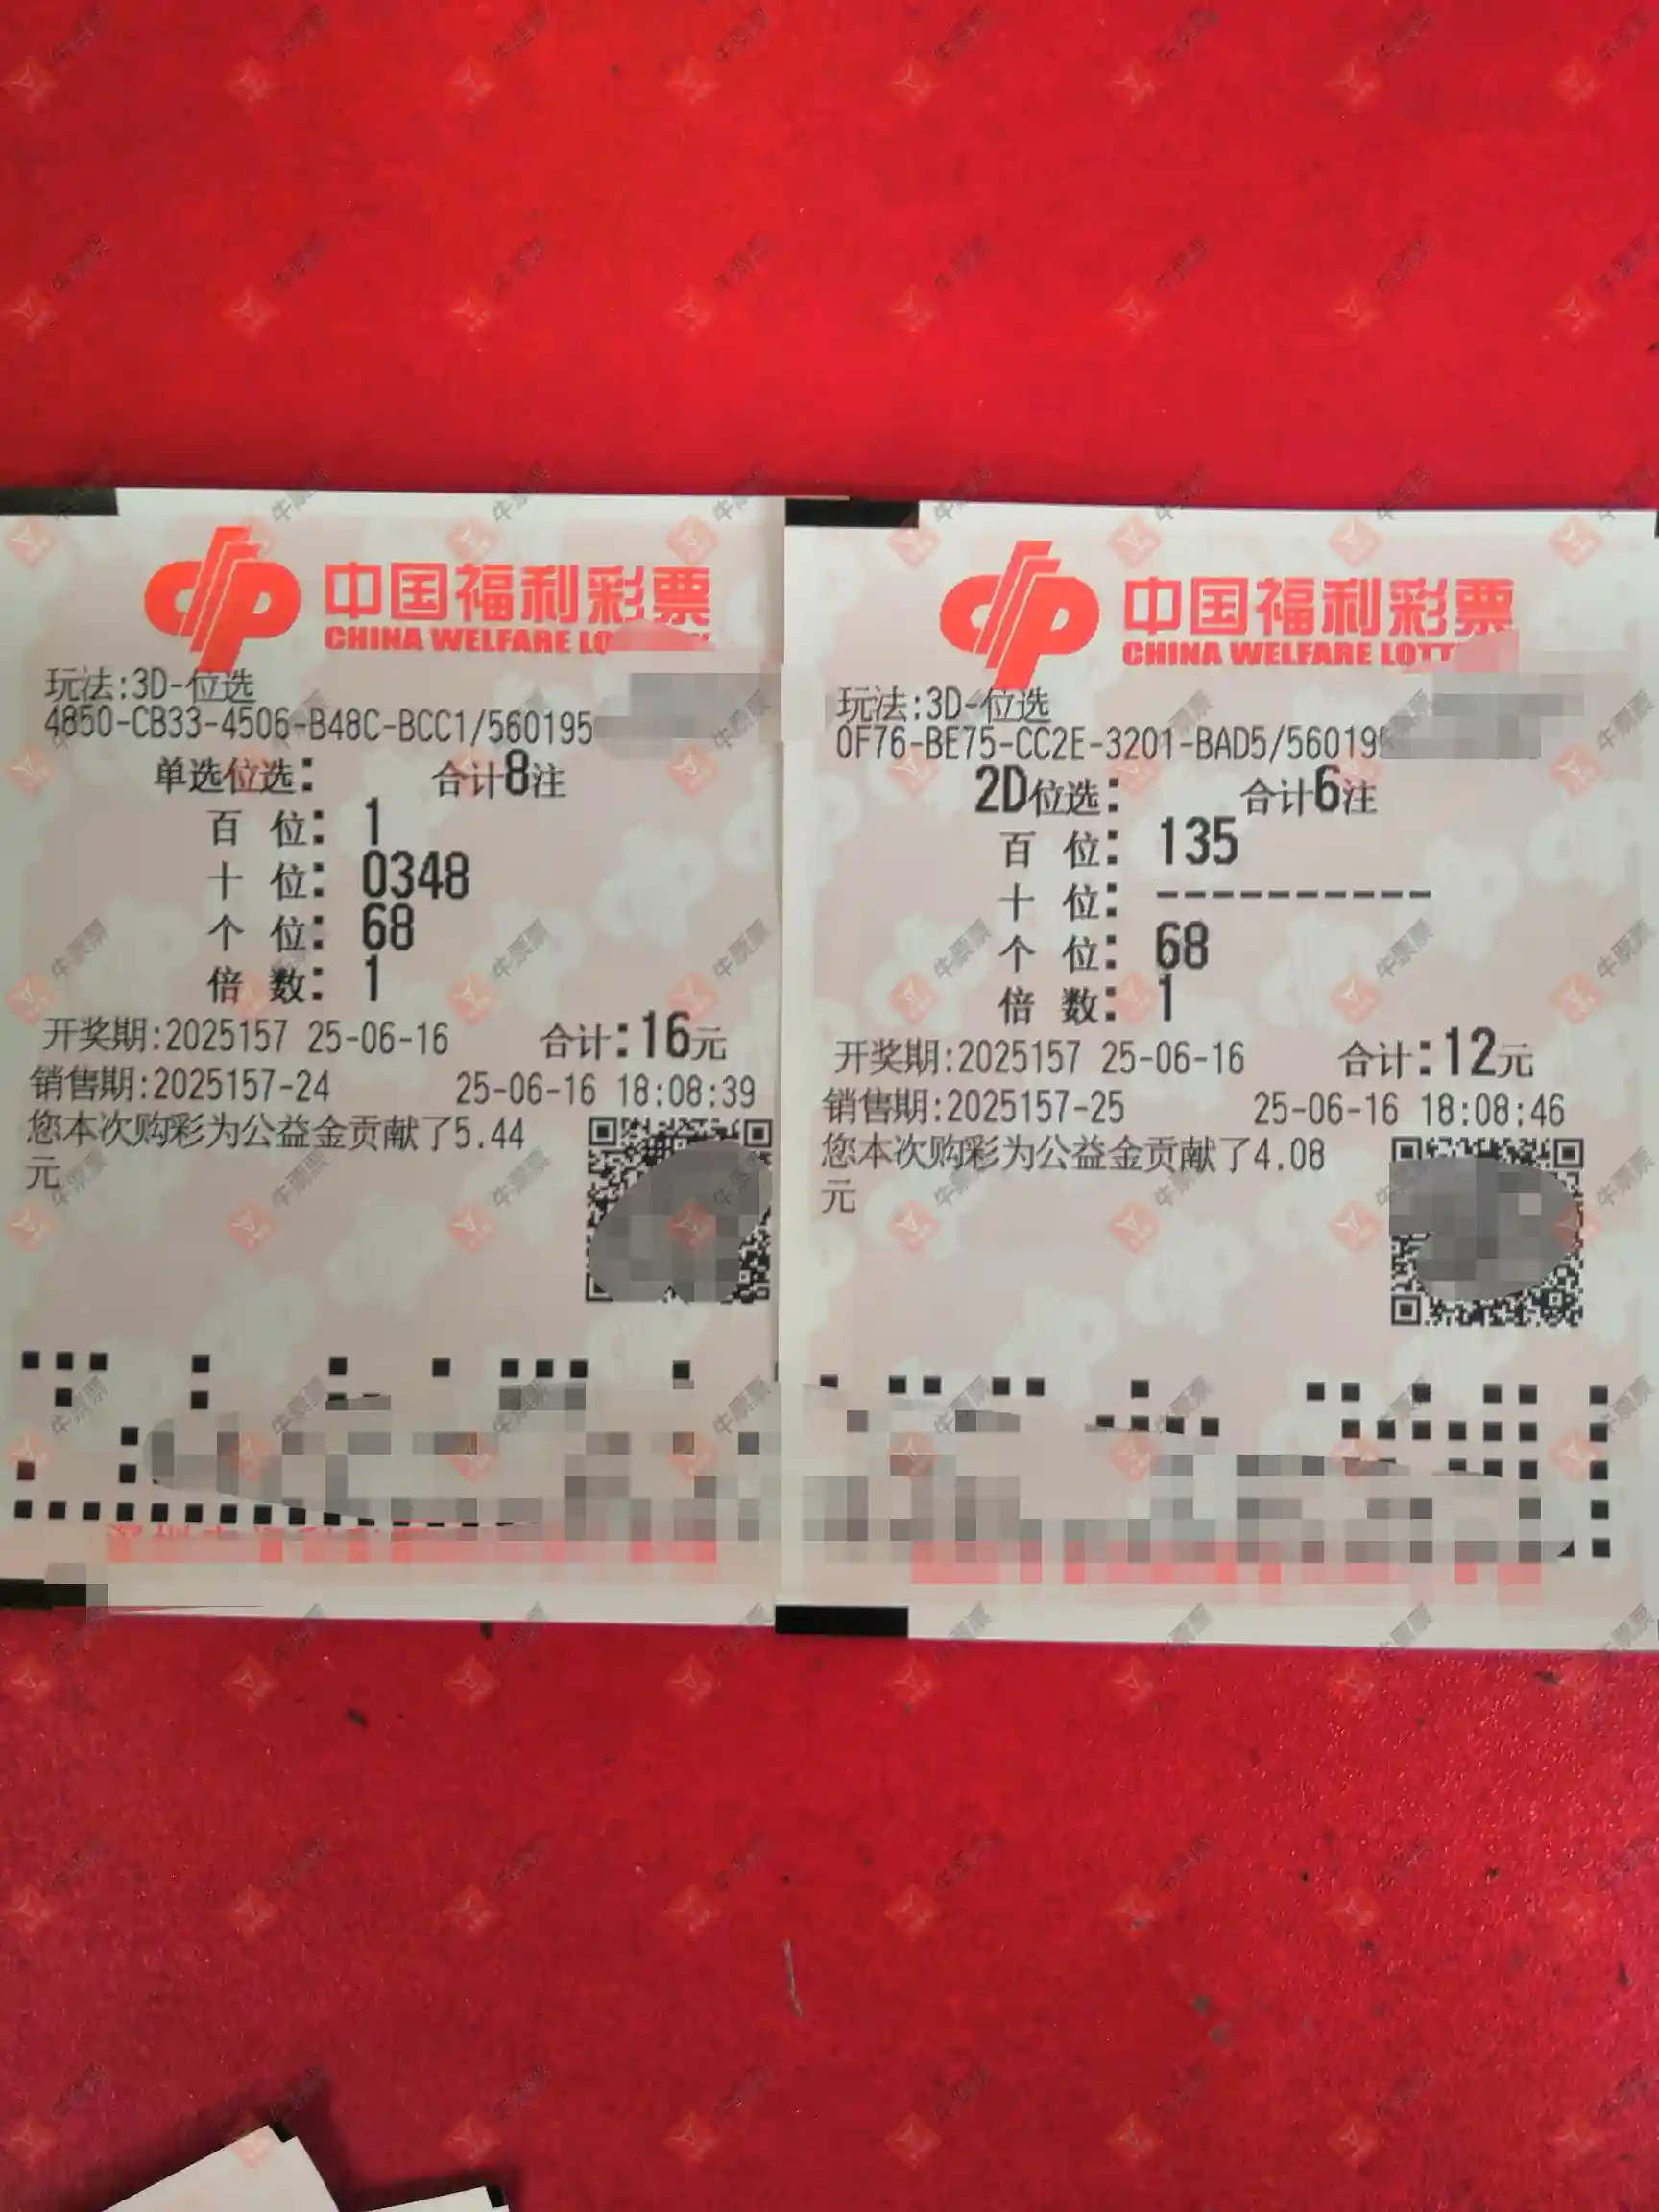 中国福利彩票
CHINA WELFARE LO
玩法:3D-位选
4850-CB33-4506-B48C-BCC1/560195
单选位选: 合计8注
百 位: 1
十 位: 0348
个 位: 68
倍 数: 1
开奖期:2025157 25-06-16 合计:16元
销售期:2025157-24 25-06-16 18:08:39
您本次购彩为公益金贡献了5.44
元
中国福利彩票
CHINA WELFARE LOTT
玩法:3D-位选
0F76-BE75-CC2E-3201-BAD5/56019
2D位选: 合计6注
百 位: 135
十 位: ----------
个 位: 68
倍 数: 1
开奖期:2025157 25-06-16 合计:12元
销售期:2025157-25 25-06-16 18:08:46
您本次购彩为公益金贡献了4.08
元
牛票票